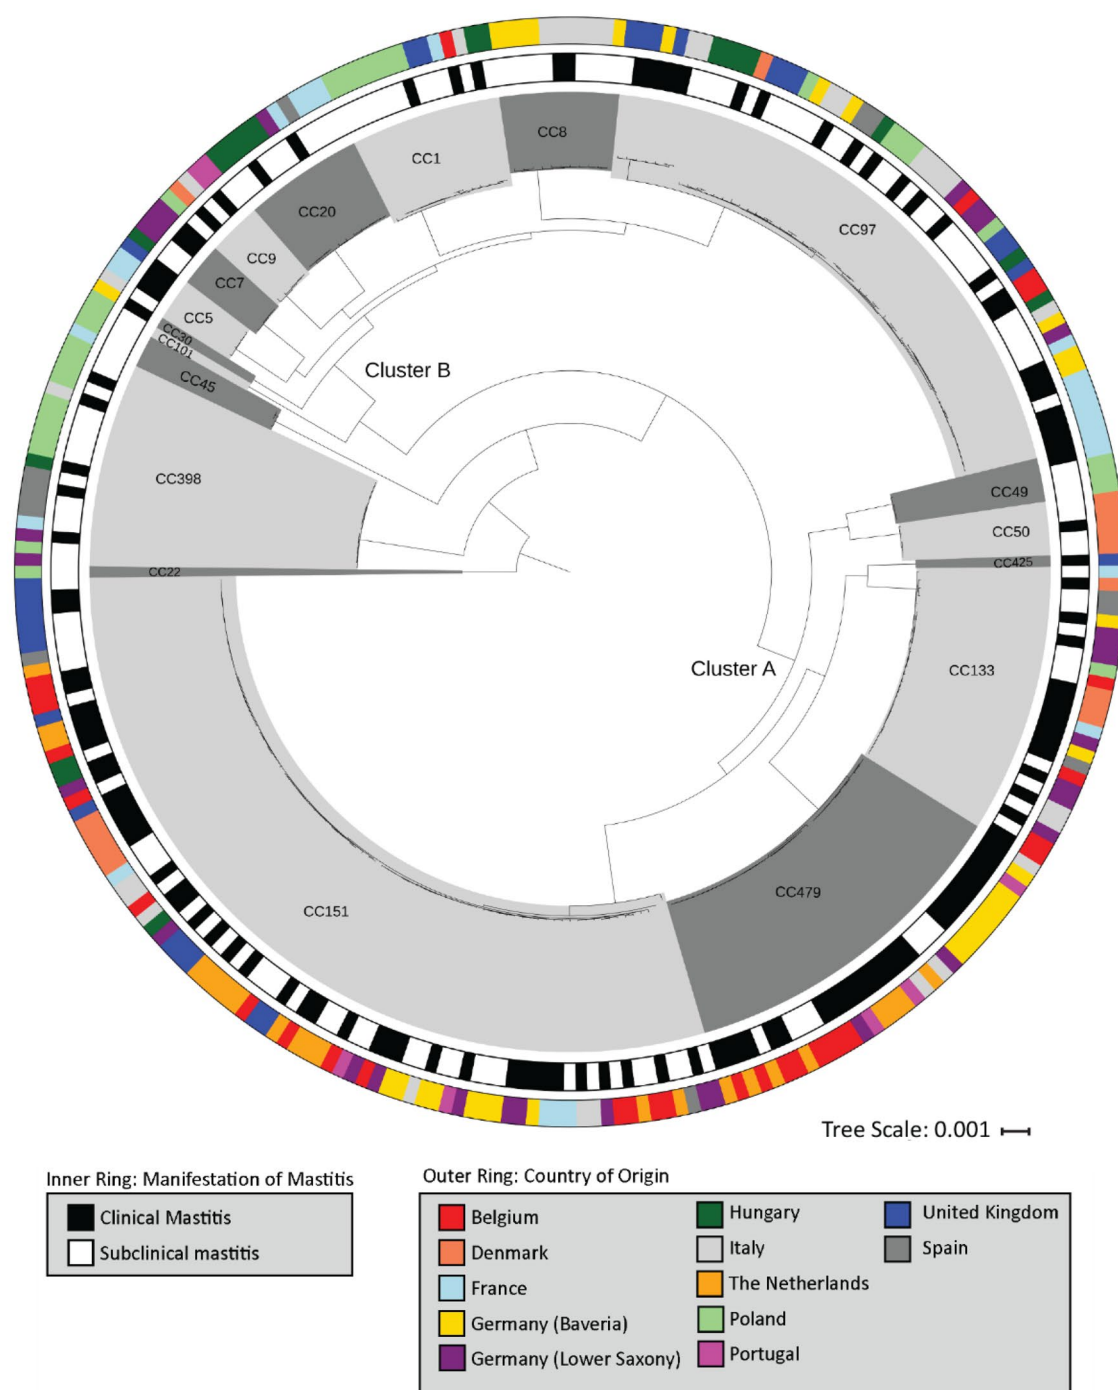 CC8
CC1
CC97
CC20
CC9
CC7
CC5
CC30
CC101
CC45
Cluster B
CC398
CC49
CC50
CC425
CC22
Cluster A
CC133
CC479
CC151
Tree Scale: 0.001
Inner Ring: Manifestation of Mastitis
Clinical Mastitis
Subclinical mastitis
Outer Ring: Country of Origin
Belgium
Denmark
France
Germany (Baveria)
Germany (Lower Saxony)
Hungary
Italy
The Netherlands
Poland
Portugal
United Kingdom
Spain